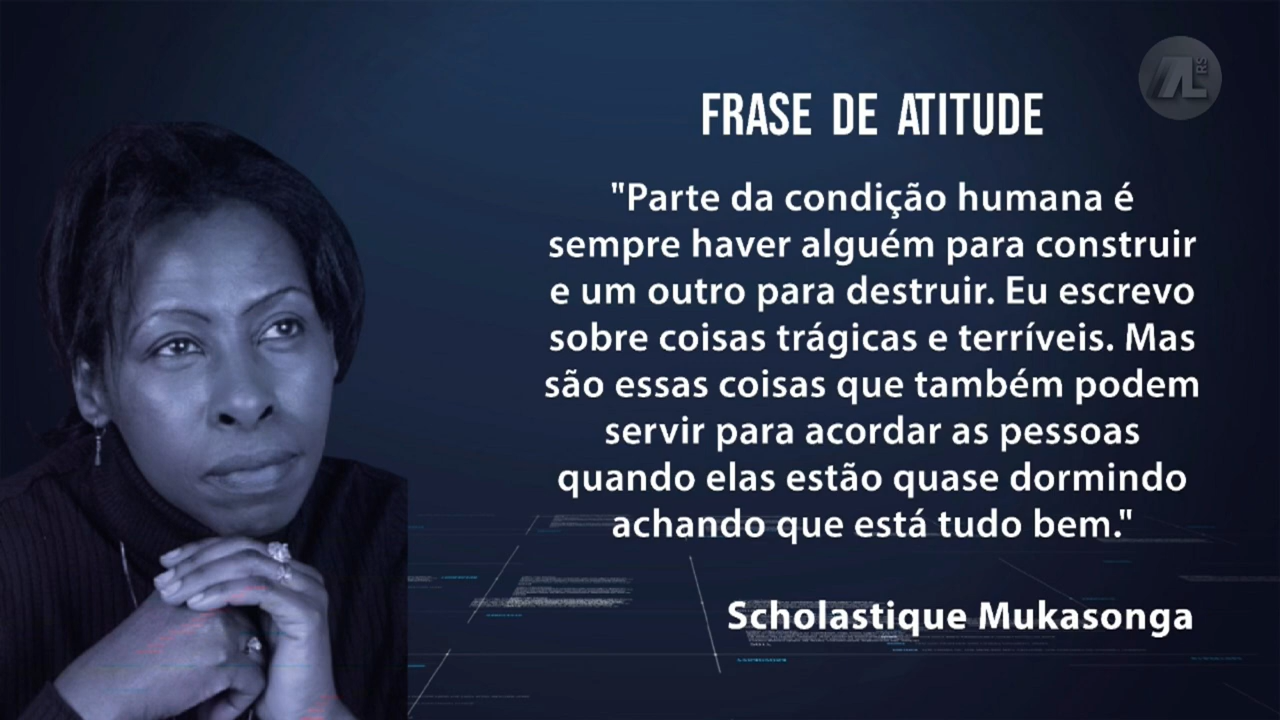 AL RS
FRASE DE ATITUDE
"Parte da condição humana é
sempre haver alguém para construir
e um outro para destruir. Eu escrevo
sobre coisas trágicas e terríveis. Mas
são essas coisas que também podem
servir para acordar as pessoas
quando elas estão quase dormindo
achando que está tudo bem."
Scholastique Mukasonga